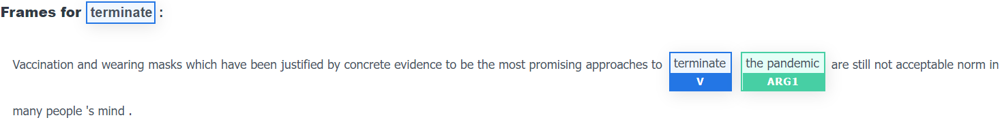 Frames for terminate :
Vaccination and wearing masks which have been justified by concrete evidence to be the most promising approaches to terminate the pandemic are still not acceptable norm in
V ARG1
many people 's mind .